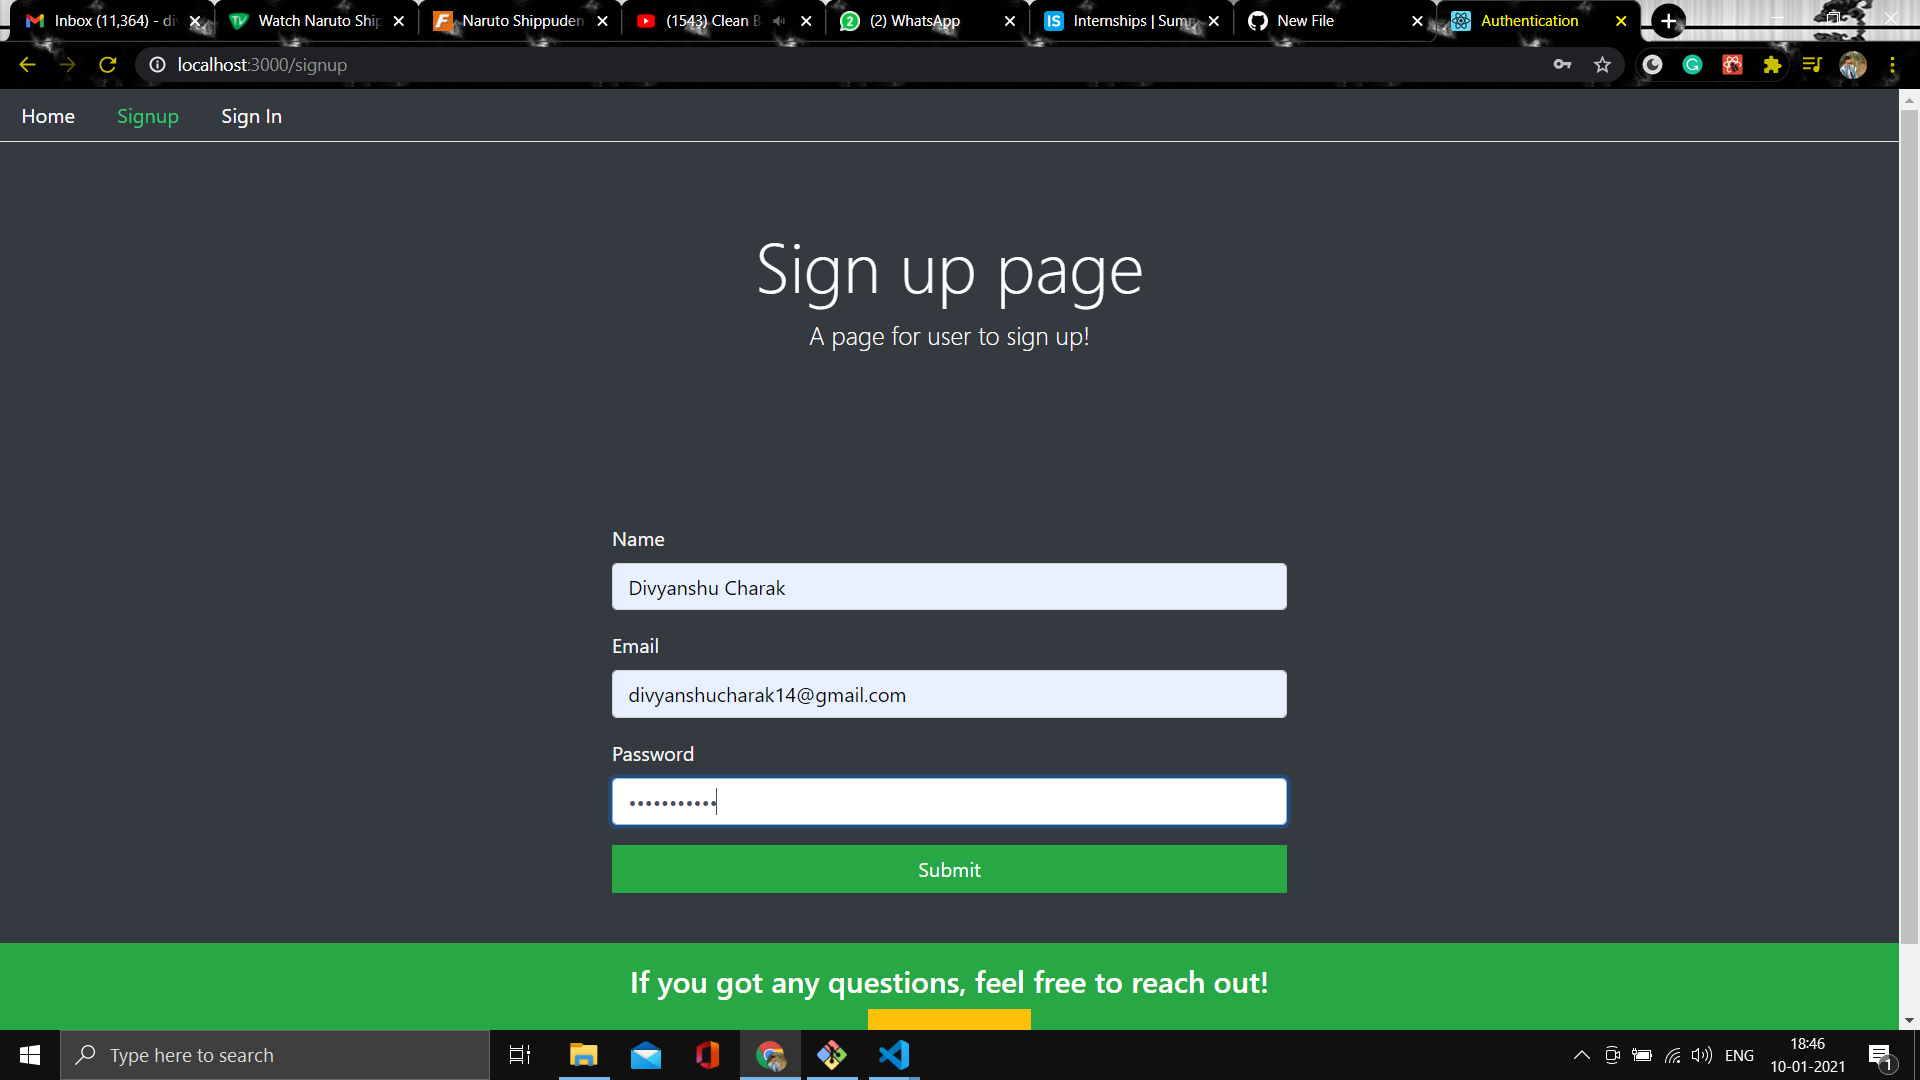 Inbox (11,364) - di
Watch Naruto Ship
Naruto Shippuden
(1543) Clean B
(2) WhatsApp
Internships | Summ
New File
Authentication
localhost:3000/signup
Home
Signup
Sign In
Sign up page
A page for user to sign up!
Name
Divyanshu Charak
Email
divyanshucharak14@gmail.com
Password
•••••••••••
Submit
If you got any questions, feel free to reach out!
Type here to search
ENG
18:46
10-01-2021
1